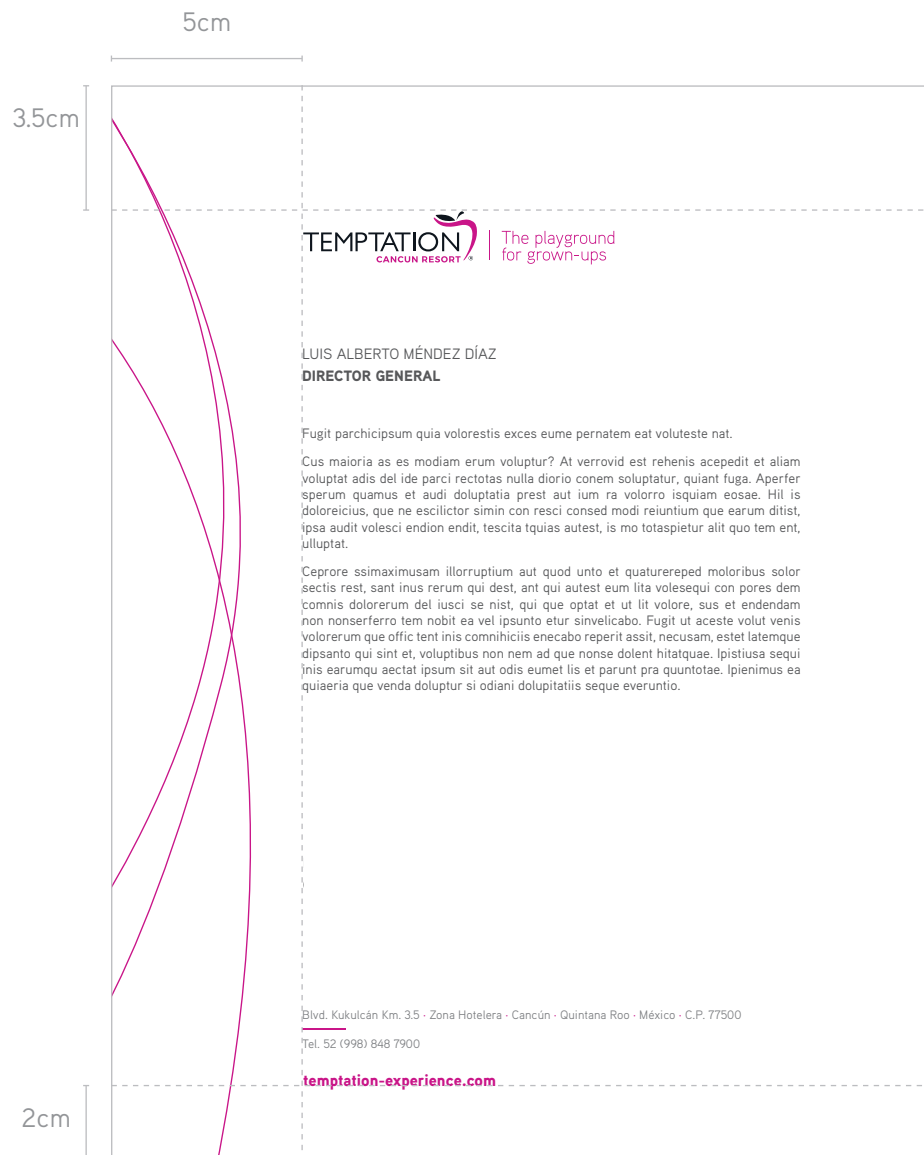 5cm
3.5cm
TEMPTATION
CANCUN RESORT ®
The playground
for grown-ups
LUIS ALBERTO MÉNDEZ DÍAZ
DIRECTOR GENERAL
Fugit parchicipsum quia volorestis exces eume pernatem eat voluteste nat.
Cus maioria as es modiam erum voluptur? At verrovid est rehenis acepedit et aliam
voluptat adis del ide parci rectotas nulla diorio conem soluptatur, quiant fuga. Aperfer
sperum quamus et audi doluptatia prest aut ium ra volorro isquiam eosae. Hil is
doloreicius, que ne escilictor simin con resci consed modi reiuntium que earum ditist,
ipsa audit volesci endion endit, tescita tquias autest, is mo totaspietur alit quo tem ent,
ulluptat.
Ceprore ssimaximusam illorruptium aut quod unto et quaturereped moloribus solor
sectis rest, sant inus rerum qui dest, ant qui autest eum lita volesequi con pores dem
comnis dolorerum del iusci se nist, qui que optat et ut lit volore, sus et endendam
non nonserferro tem nobit ea vel ipsunto etur sinvelicabo. Fugit ut aceste volut venis
volorerum que offic tent inis comnihiciis enecabo reperit assit, necusam, estet latemque
dipsanto qui sint et, voluptibus non nem ad que nonse dolent hitatquae. Ipistiusa sequi
inis earumqu aectat ipsum sit aut odis eumet lis et parunt pra quuntotae. Ipienimus ea
quiaeria que venda doluptur si odiani dolupitatiis seque everuntio.
Blvd. Kukulcán Km. 3.5 · Zona Hotelera · Cancún · Quintana Roo · México · C.P. 77500
Tel. 52 (998) 848 7900
temptation-experience.com
2cm